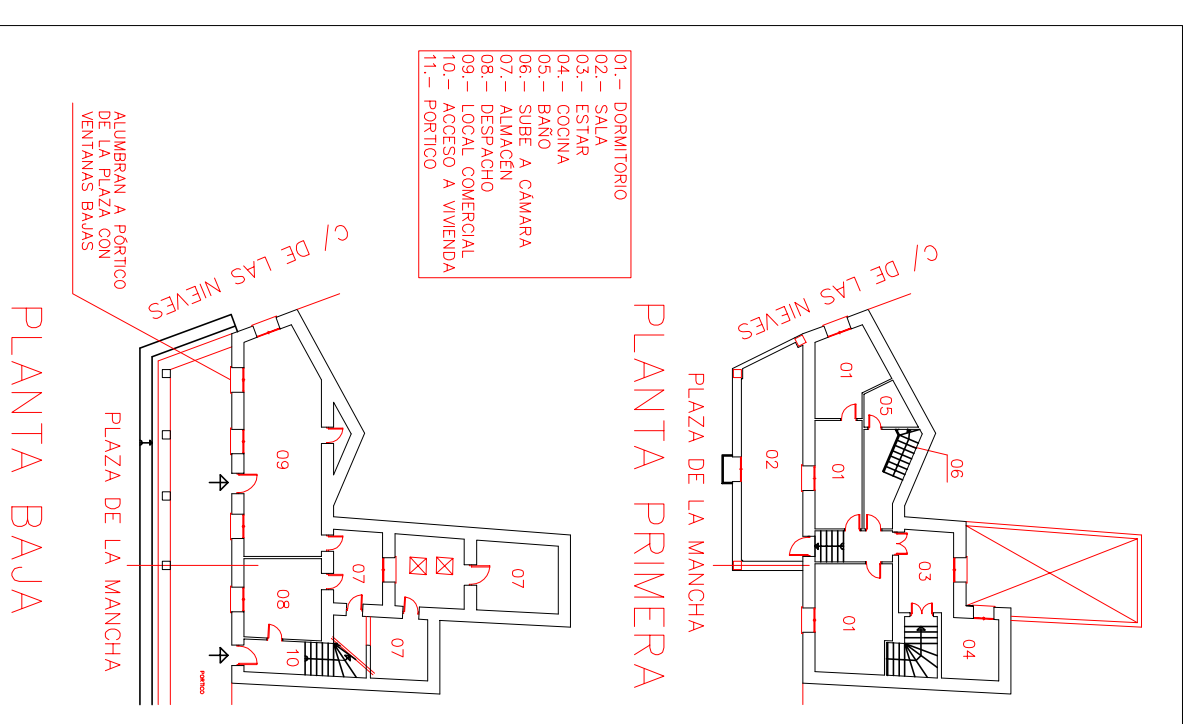 01.- DORMITORIO
02.- SALA
03.- ESTAR
04.- COCINA
05.- BAÑO
06.- SUBE A CÁMARA
07.- ALMACÉN
08.- DESPACHO
09.- LOCAL COMERCIAL
10.- ACCESO A VIVIENDA
11.- PORTICO
C/ DE LAS NIEVES
01
05
06
02
01
03
01
04
PLAZA DE LA MANCHA
PLANTA PRIMERA
C/ DE LAS NIEVES
ALUMBRAN A PÓRTICO
DE LA PLAZA CON
VENTANAS BAJAS
09
07
07
08
07
10
PORTICO
PLAZA DE LA MANCHA
PLANTA BAJA